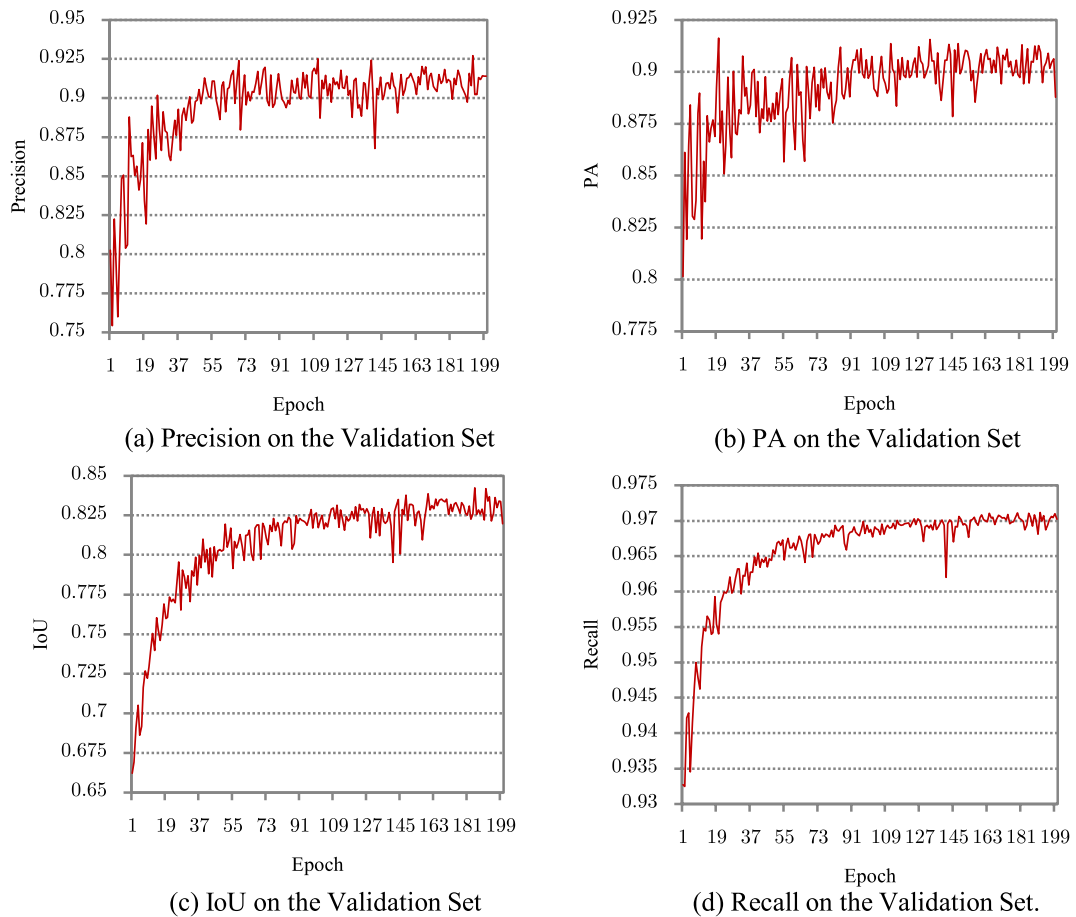 0.95
0.925
0.9
0.875
0.85
0.825
0.8
0.775
0.75
Precision
1 19 37 55 73 91 109 127 145 163 181 199
Epoch
(a) Precision on the Validation Set
0.925
0.9
0.875
0.85
0.825
0.8
0.775
PA
1 19 37 55 73 91 109 127 145 163 181 199
Epoch
(b) PA on the Validation Set
0.85
0.825
0.8
0.775
0.75
0.725
0.7
0.675
0.65
IoU
1 19 37 55 73 91 109 127 145 163 181 199
Epoch
(c) IoU on the Validation Set
0.975
0.97
0.965
0.96
0.955
0.95
0.945
0.94
0.935
0.93
Recall
1 19 37 55 73 91 109 127 145 163 181 199
Epoch
(d) Recall on the Validation Set.